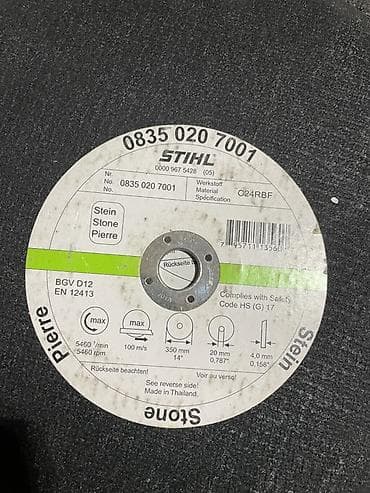 0835 020 7001
STIHL
0000 967 5428 (05)
Nr.
No. 0835 020 7001
No.
Werkstoff
Material
Spécification
C24RBF
Stein
Stone
Pierre
Rückseite
BGV D12
EN 12413
Complies with Safety
Code HS (G) 17
max
5460 1/min
5460 rpm
max
100 m/s
350 mm
14"
20 mm
0,787"
4,0 mm
0,158"
Rückseite beachten!
Voir au verso!
See reverse side!
Made in Thailand.
Pierre
Stone
Stein